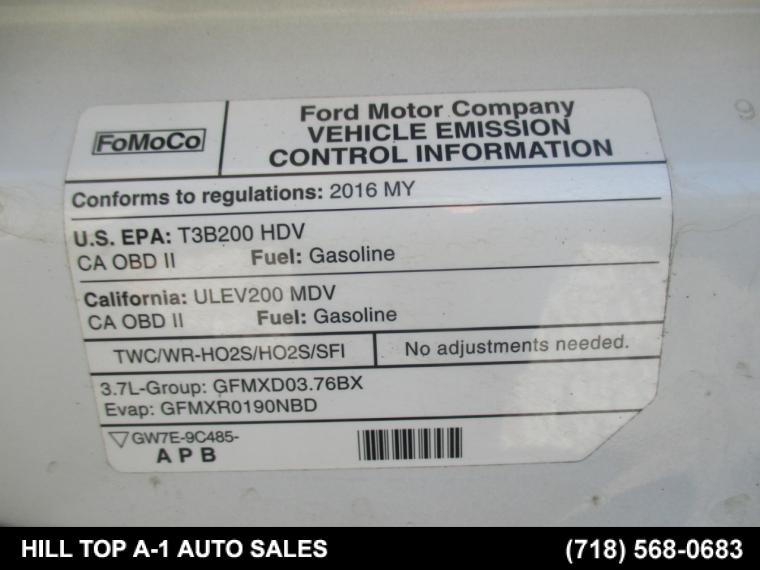 FoMoCo
Ford Motor Company
VEHICLE EMISSION
CONTROL INFORMATION
Conforms to regulations: 2016 MY
U.S. EPA: T3B200 HDV
CA OBD II Fuel: Gasoline
California: ULEV200 MDV
CA OBD II Fuel: Gasoline
TWC/WR-HO2S/HO2S/SFI No adjustments needed.
3.7L-Group: GFMXD03.76BX
Evap: GFMXR0190NBD
GW7E-9C485-
A P B
HILL TOP A-1 AUTO SALES (718) 568-0683